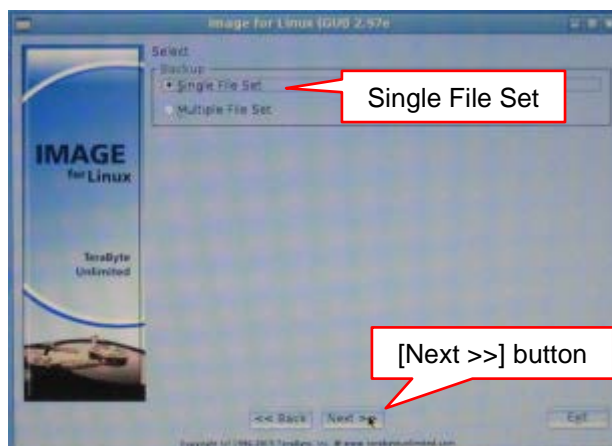 Image for Linux (GUI) 2.97e
Select
Backup
Single File Set
Single File Set
Multiple File Set
IMAGE
for Linux
TeraByte
Unlimited
[Next >>] button
<< Back
Next >>
Exit